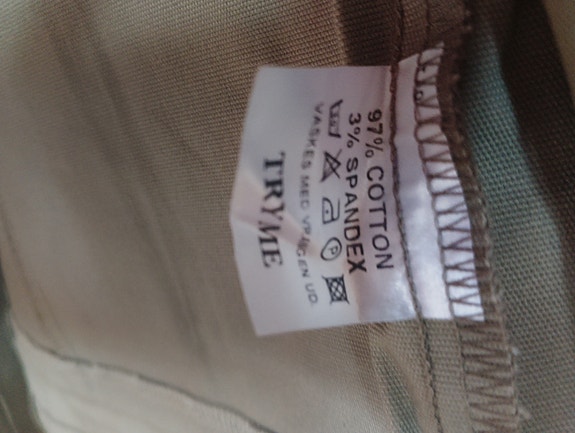 97% COTTON
3% SPANDEX
P
VASKES MED VRANGEN UD.
TRYME